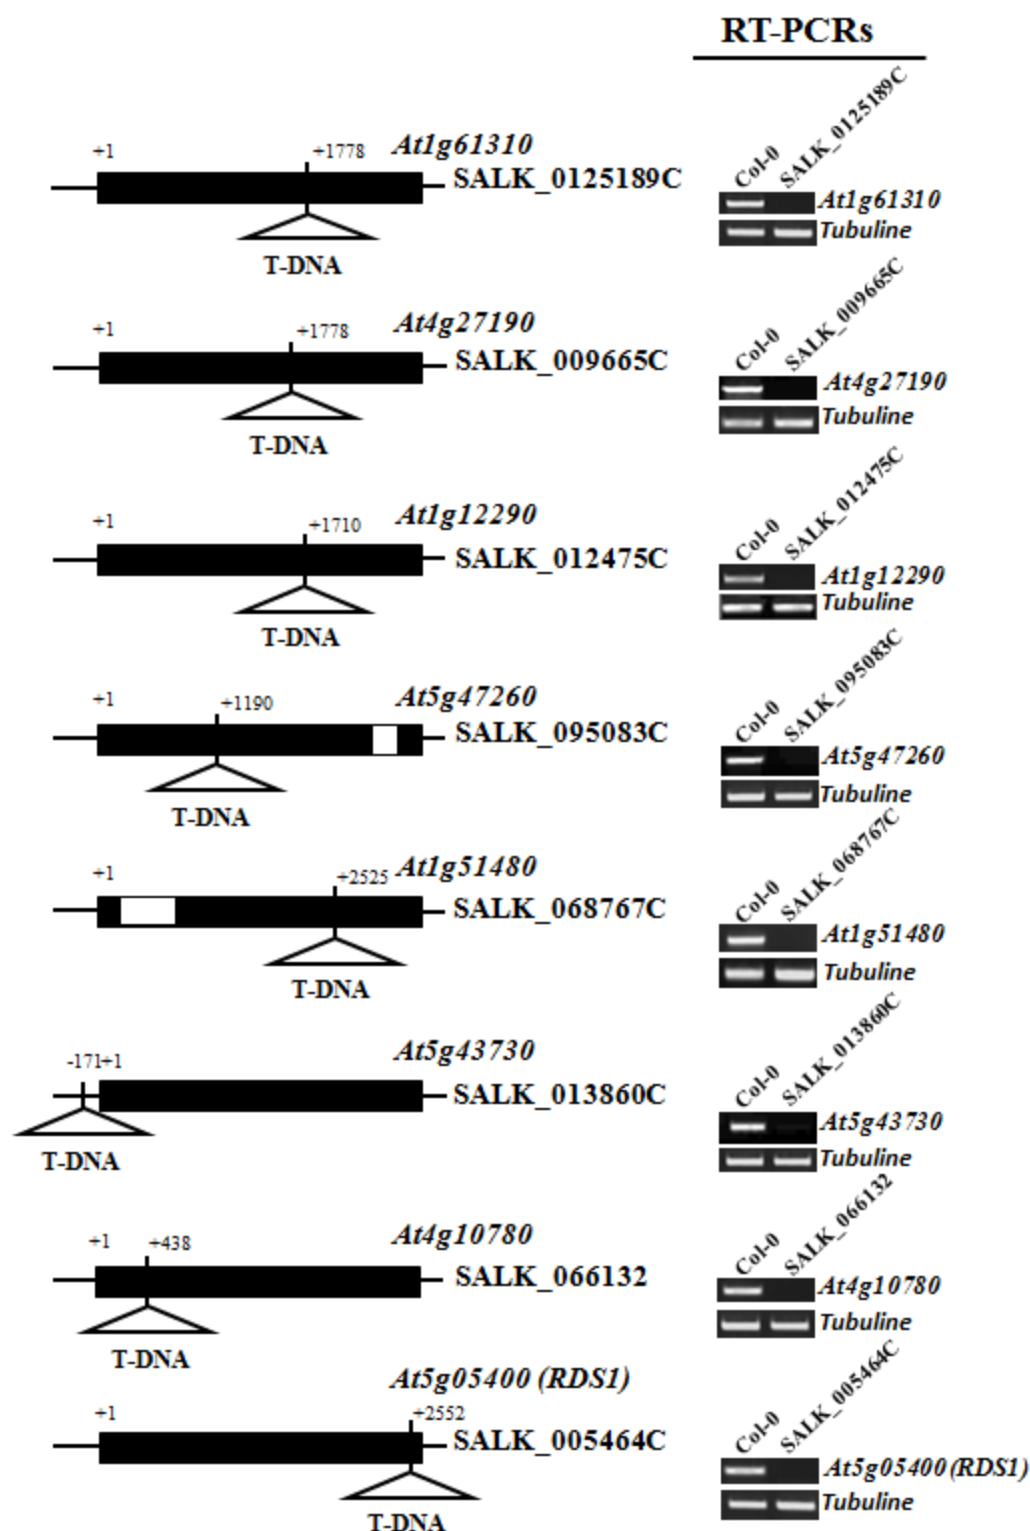 RT-PCRs
+1
+1778
At1g61310
SALK_0125189C
T-DNA
Col-0
SALK_0125189C
At1g61310
Tubuline
+1
+1778
At4g27190
SALK_009665C
T-DNA
Col-0
SALK_009665C
At4g27190
Tubuline
+1
+1710
At1g12290
SALK_012475C
T-DNA
Col-0
SALK_012475C
At1g12290
Tubuline
+1
+1190
At5g47260
SALK_095083C
T-DNA
Col-0
SALK_095083C
At5g47260
Tubuline
+1
+2525
At1g51480
SALK_068767C
T-DNA
Col-0
SALK_068767C
At1g51480
Tubuline
-171+1
At5g43730
SALK_013860C
T-DNA
Col-0
SALK_013860C
At5g43730
Tubuline
+1
+438
At4g10780
SALK_066132
T-DNA
Col-0
SALK_066132
At4g10780
Tubuline
At5g05400 (RDS1)
+1
+2552
SALK_005464C
T-DNA
Col-0
SALK_005464C
At5g05400 (RDS1)
Tubuline